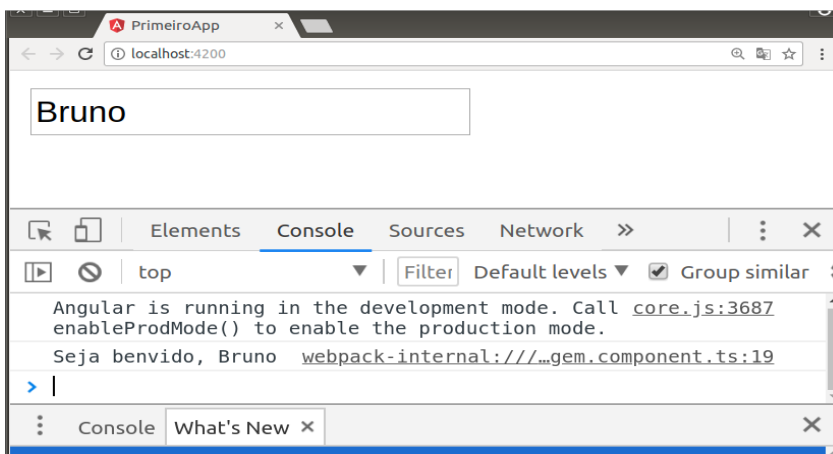 PrimeiroApp
localhost:4200
Bruno
Elements Console Sources Network »
top Filter Default levels Group similar
Angular is running in the development mode. Call core.js:3687
enableProdMode() to enable the production mode.
Seja benvido, Bruno webpack-internal:///…gem.component.ts:19
>
Console What's New ×